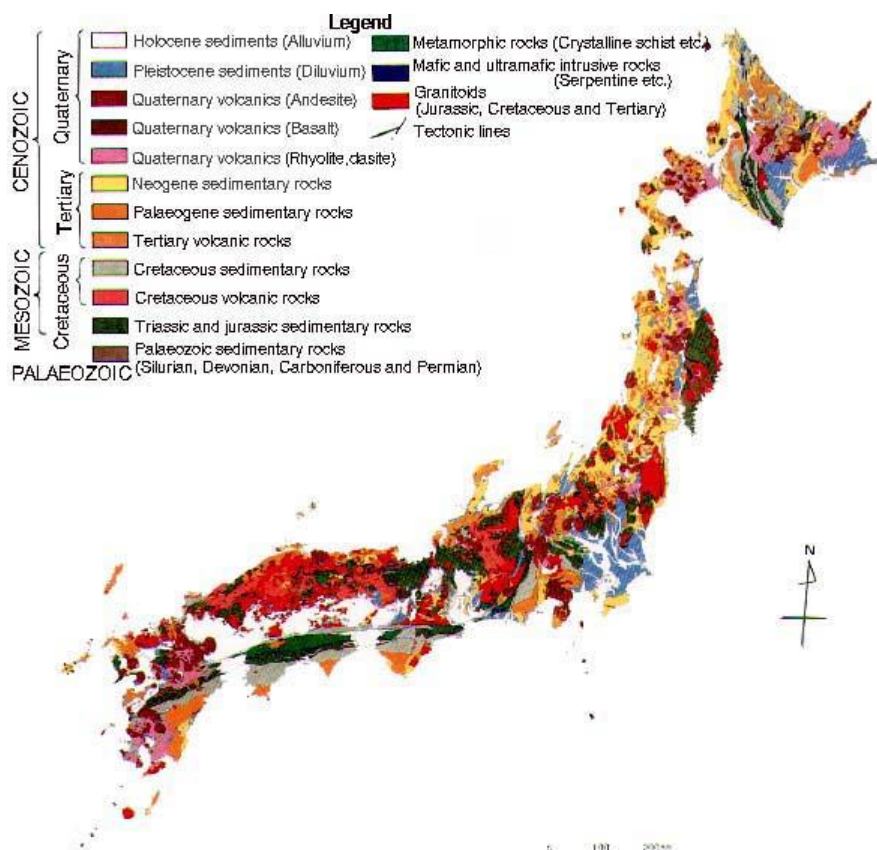 Legend
CENOZOIC
Quaternary
Holocene sediments (Alluvium)
Pleistocene sediments (Diluvium)
Quaternary volcanics (Andesite)
Quaternary volcanics (Basalt)
Quaternary volcanics (Rhyolite,dasite)
Tertiary
Neogene sedimentary rocks
Palaeogene sedimentary rocks
Tertiary volcanic rocks
MESOZOIC
Cretaceous
Cretaceous sedimentary rocks
Cretaceous volcanic rocks
Triassic and jurassic sedimentary rocks
PALAEOZOIC
Palaeozoic sedimentary rocks
(Silurian, Devonian, Carboniferous and Permian)
Metamorphic rocks (Crystalline schist etc.)
Mafic and ultramafic intrusive rocks
(Serpentine etc.)
Granitoids
(Jurassic, Cretaceous and Tertiary)
Tectonic lines
N
100